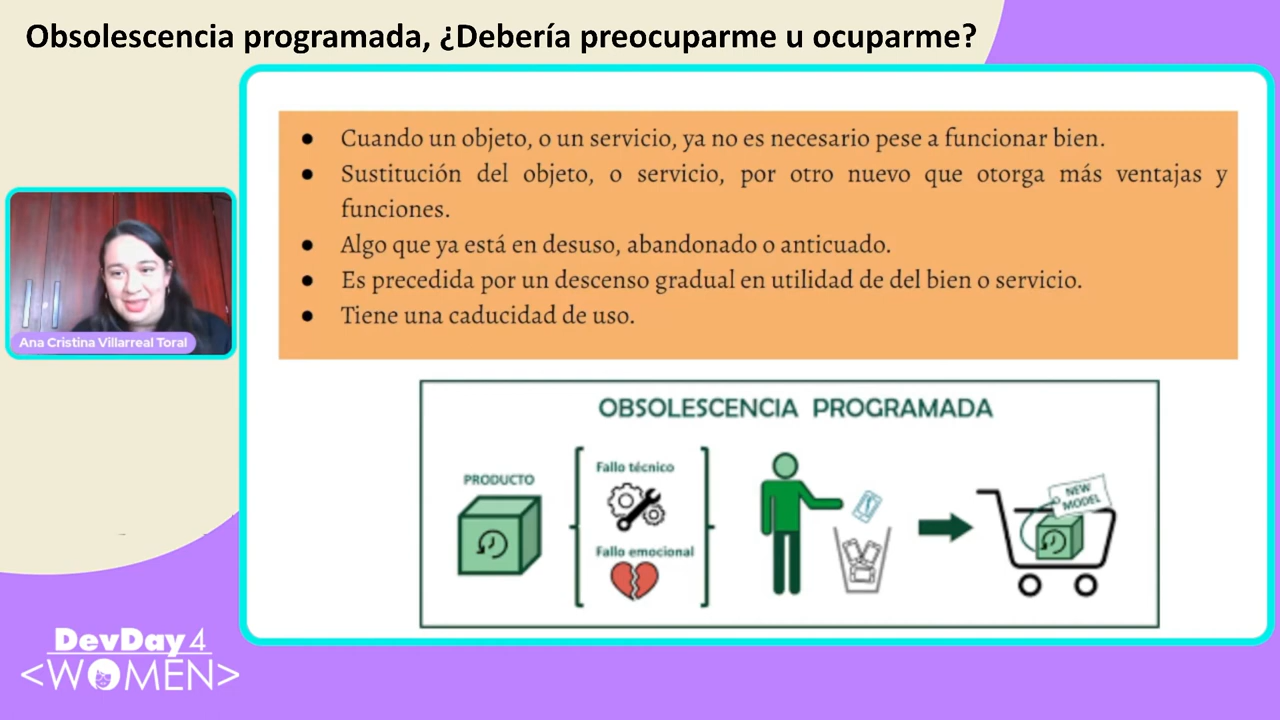 Obsolescencia programada, ¿Debería preocuparme u ocuparme?
● Cuando un objeto, o un servicio, ya no es necesario pese a funcionar bien.
● Sustitución del objeto, o servicio, por otro nuevo que otorga más ventajas y
funciones.
● Algo que ya está en desuso, abandonado o anticuado.
● Es precedida por un descenso gradual en utilidad de del bien o servicio.
● Tiene una caducidad de uso.
Ana Cristina Villarreal Toral
OBSOLESCENCIA PROGRAMADA
PRODUCTO
Fallo técnico
Fallo emocional
NEW
MODEL
DevDay 4
<WOMEN>